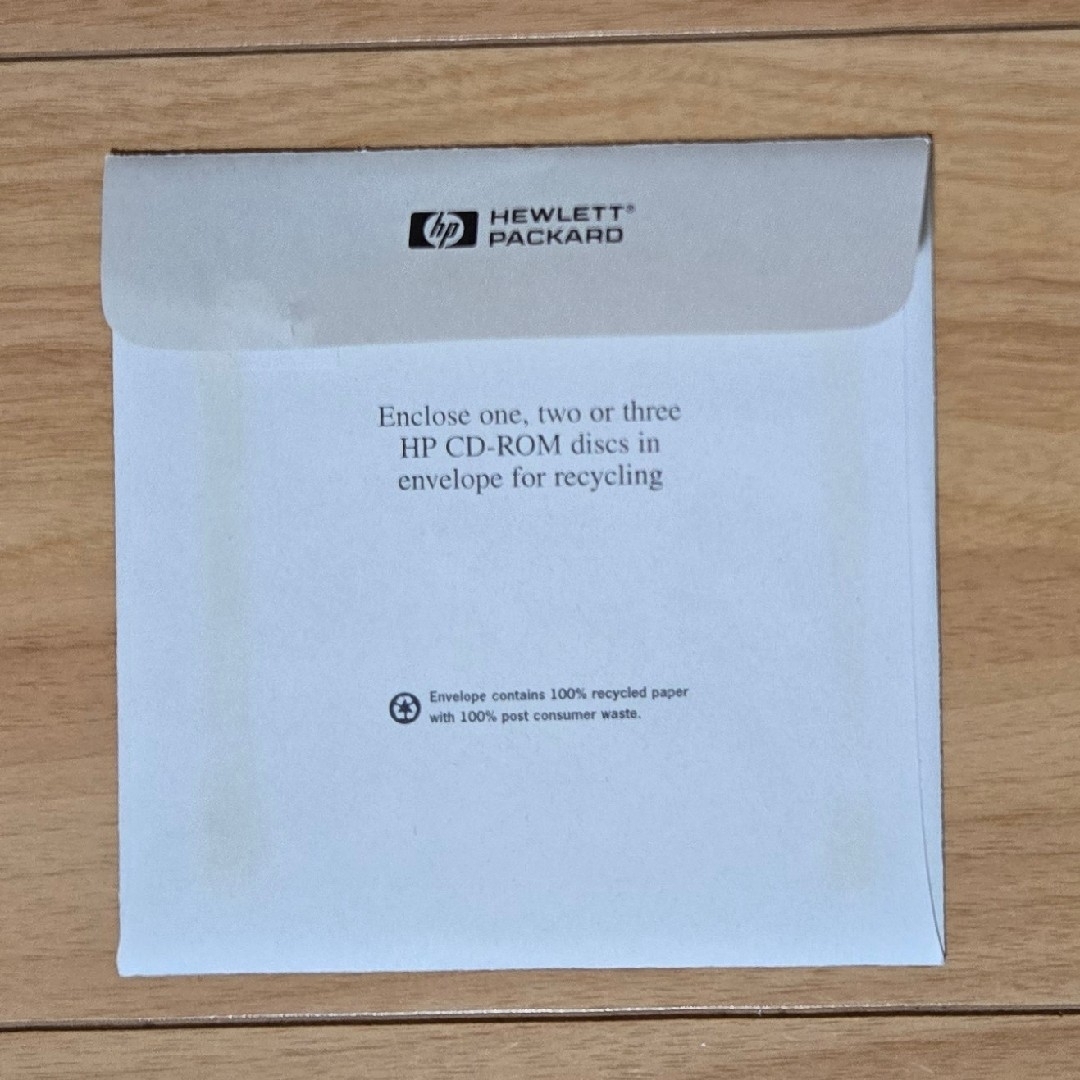 hp HEWLETT®
PACKARD
Enclose one, two or three
HP CD-ROM discs in
envelope for recycling
Envelope contains 100% recycled paper
with 100% post consumer waste.